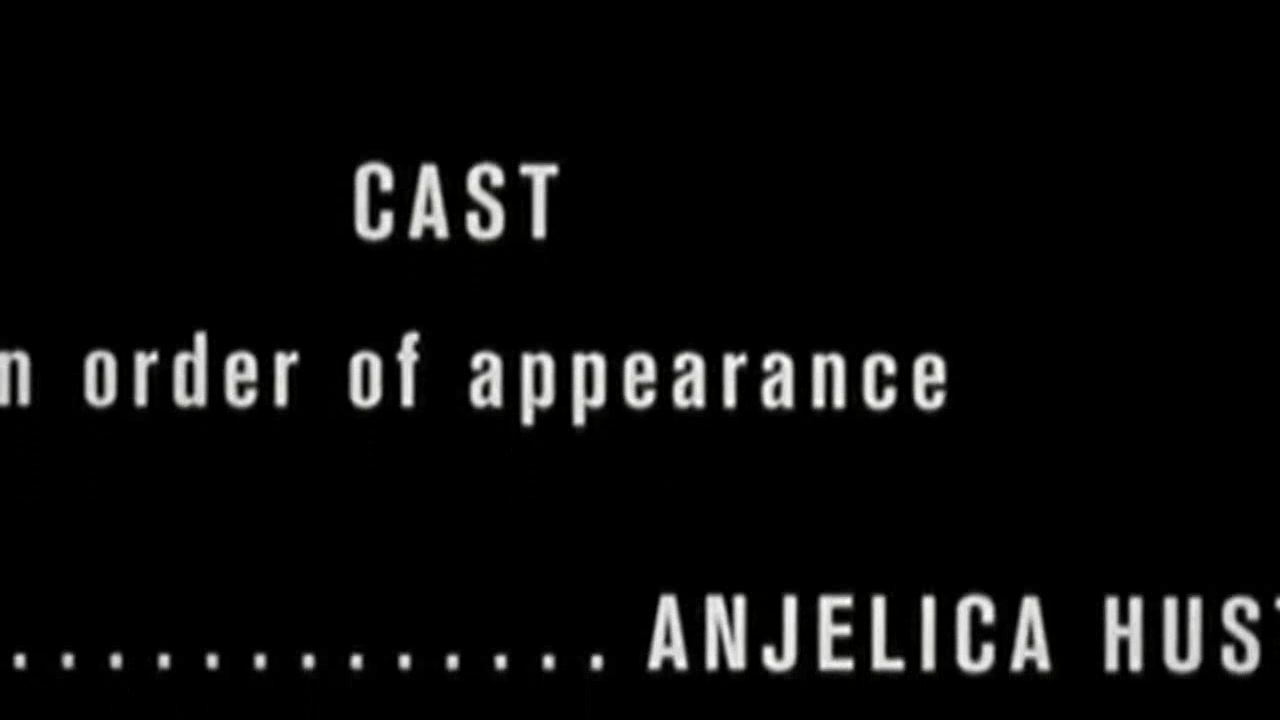 CAST
n order of appearance
.............ANJELICA HUS